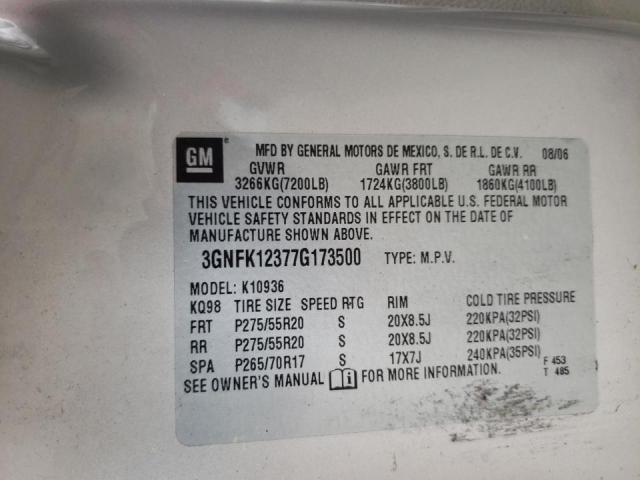 GM ® MFD BY GENERAL MOTORS DE MEXICO, S. DE R.L. DE C.V. 08/06
GVWR GAWR FRT GAWR RR
3266KG(7200LB) 1724KG(3800LB) 1860KG(4100LB)
THIS VEHICLE CONFORMS TO ALL APPLICABLE U.S. FEDERAL MOTOR
VEHICLE SAFETY STANDARDS IN EFFECT ON THE DATE OF
MANUFACTURE SHOWN ABOVE.
3GNFK12377G173500 TYPE: M.P.V.
MODEL: K10936
KQ98 TIRE SIZE SPEED RTG RIM COLD TIRE PRESSURE
FRT P275/55R20 S 20X8.5J 220KPA(32PSI)
RR P275/55R20 S 20X8.5J 220KPA(32PSI)
SPA P265/70R17 S 17X7J 240KPA(35PSI) F 453
SEE OWNER'S MANUAL i FOR MORE INFORMATION. T 485